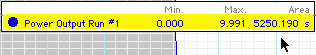 Min. Max. Area
Power Output Run #1 0.000 9.991 5250.190 s